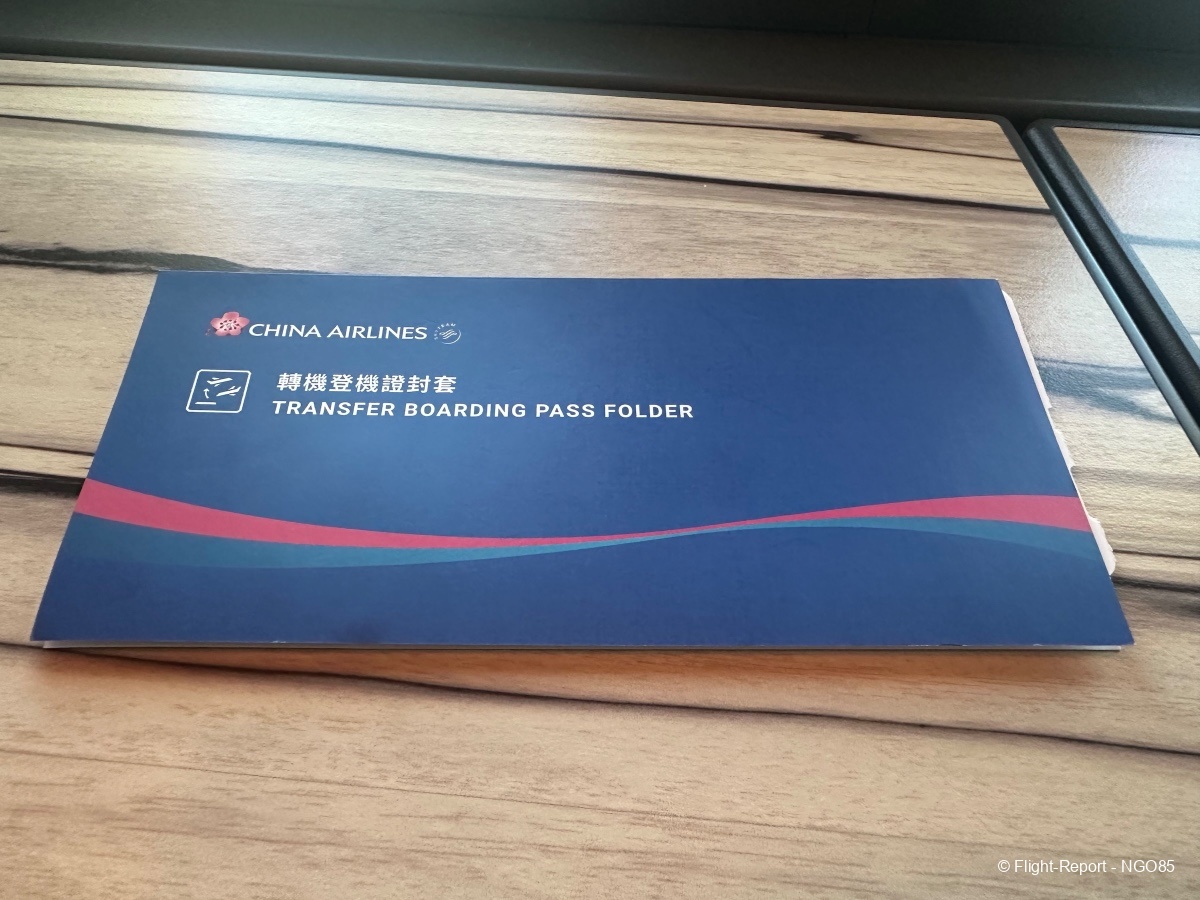 CHINA AIRLINES
轉機登機證封套
TRANSFER BOARDING PASS FOLDER
© Flight-Report - NGO85